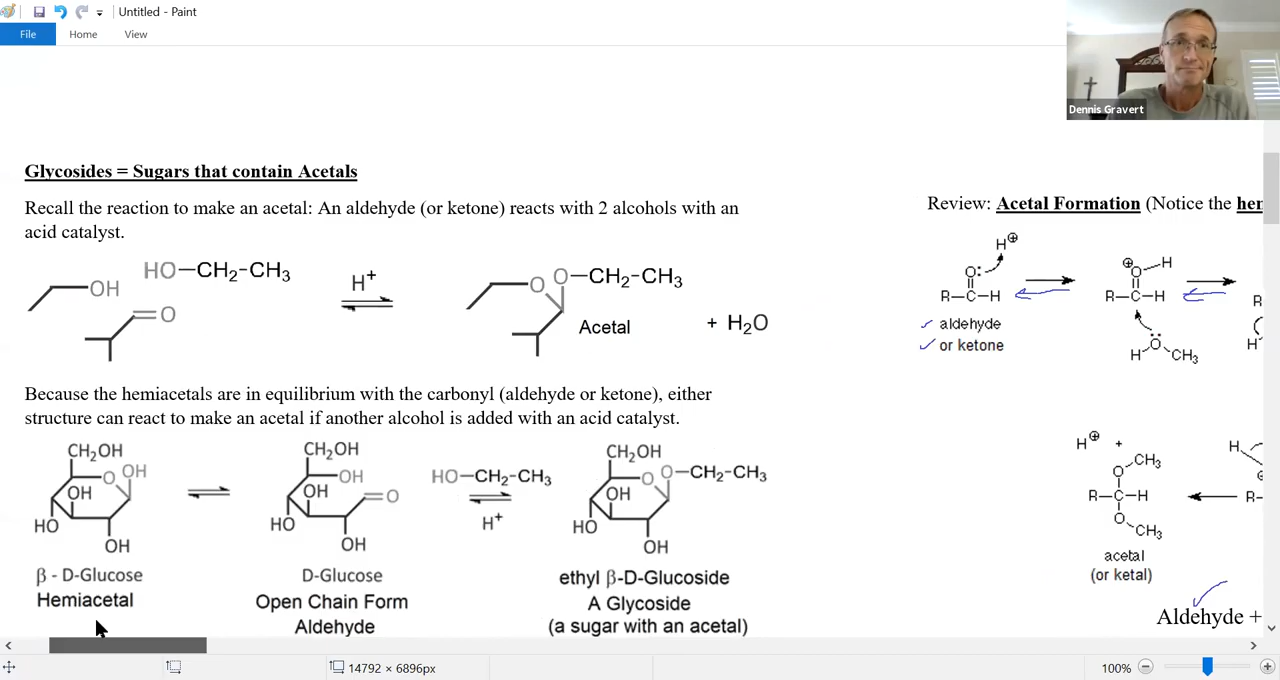 Untitled - Paint
File Home View
Dennis Gravert
Glycosides = Sugars that contain Acetals
Recall the reaction to make an acetal: An aldehyde (or ketone) reacts with 2 alcohols with an
acid catalyst.
OH
HO–CH₂–CH₃
O
H⁺
O O–CH₂–CH₃
Acetal
+ H₂O
Because the hemiacetals are in equilibrium with the carbonyl (aldehyde or ketone), either
structure can react to make an acetal if another alcohol is added with an acid catalyst.
CH₂OH
O OH
OH
HO
OH
β - D-Glucose
Hemiacetal
CH₂OH
OH
OH
O
HO
OH
D-Glucose
Open Chain Form
Aldehyde
HO–CH₂–CH₃
H⁺
CH₂OH
O O–CH₂–CH₃
OH
HO
OH
ethyl β-D-Glucoside
A Glycoside
(a sugar with an acetal)
Review: Acetal Formation (Notice the hen
H⊕
O:
R–C–H
aldehyde
or ketone
⊕
O–H
R–C–H
H O CH₃
R
H
H⊕ +
O CH₃
R–C–H
O CH₃
acetal
(or ketal)
H
R–
Aldehyde +
14792 × 6896px
100%